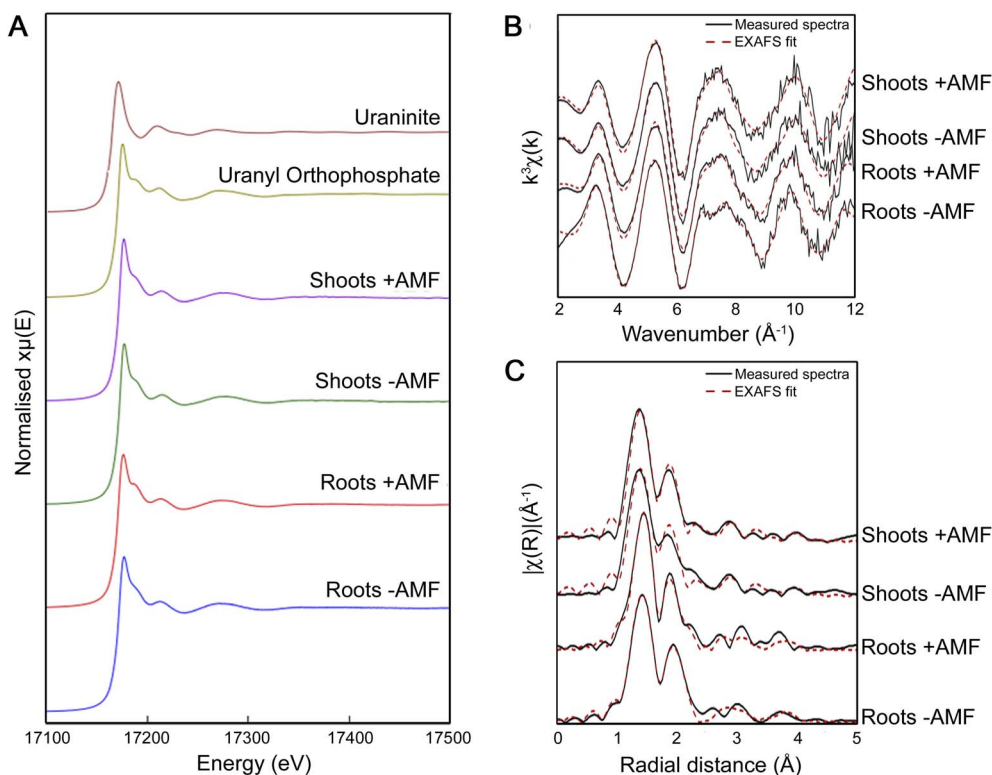 A
Uraninite
Uranyl Orthophosphate
Shoots +AMF
Shoots -AMF
Roots +AMF
Roots -AMF
Normalised xμ(E)
17100 17200 17300 17400 17500
Energy (eV)
B
Measured spectra
EXAFS fit
Shoots +AMF
Shoots -AMF
Roots +AMF
Roots -AMF
k³χ(k)
2 4 6 8 10 12
Wavenumber (Å⁻¹)
C
Measured spectra
EXAFS fit
Shoots +AMF
Shoots -AMF
Roots +AMF
Roots -AMF
|χ(R)|(Å⁻¹)
0 1 2 3 4 5
Radial distance (Å)